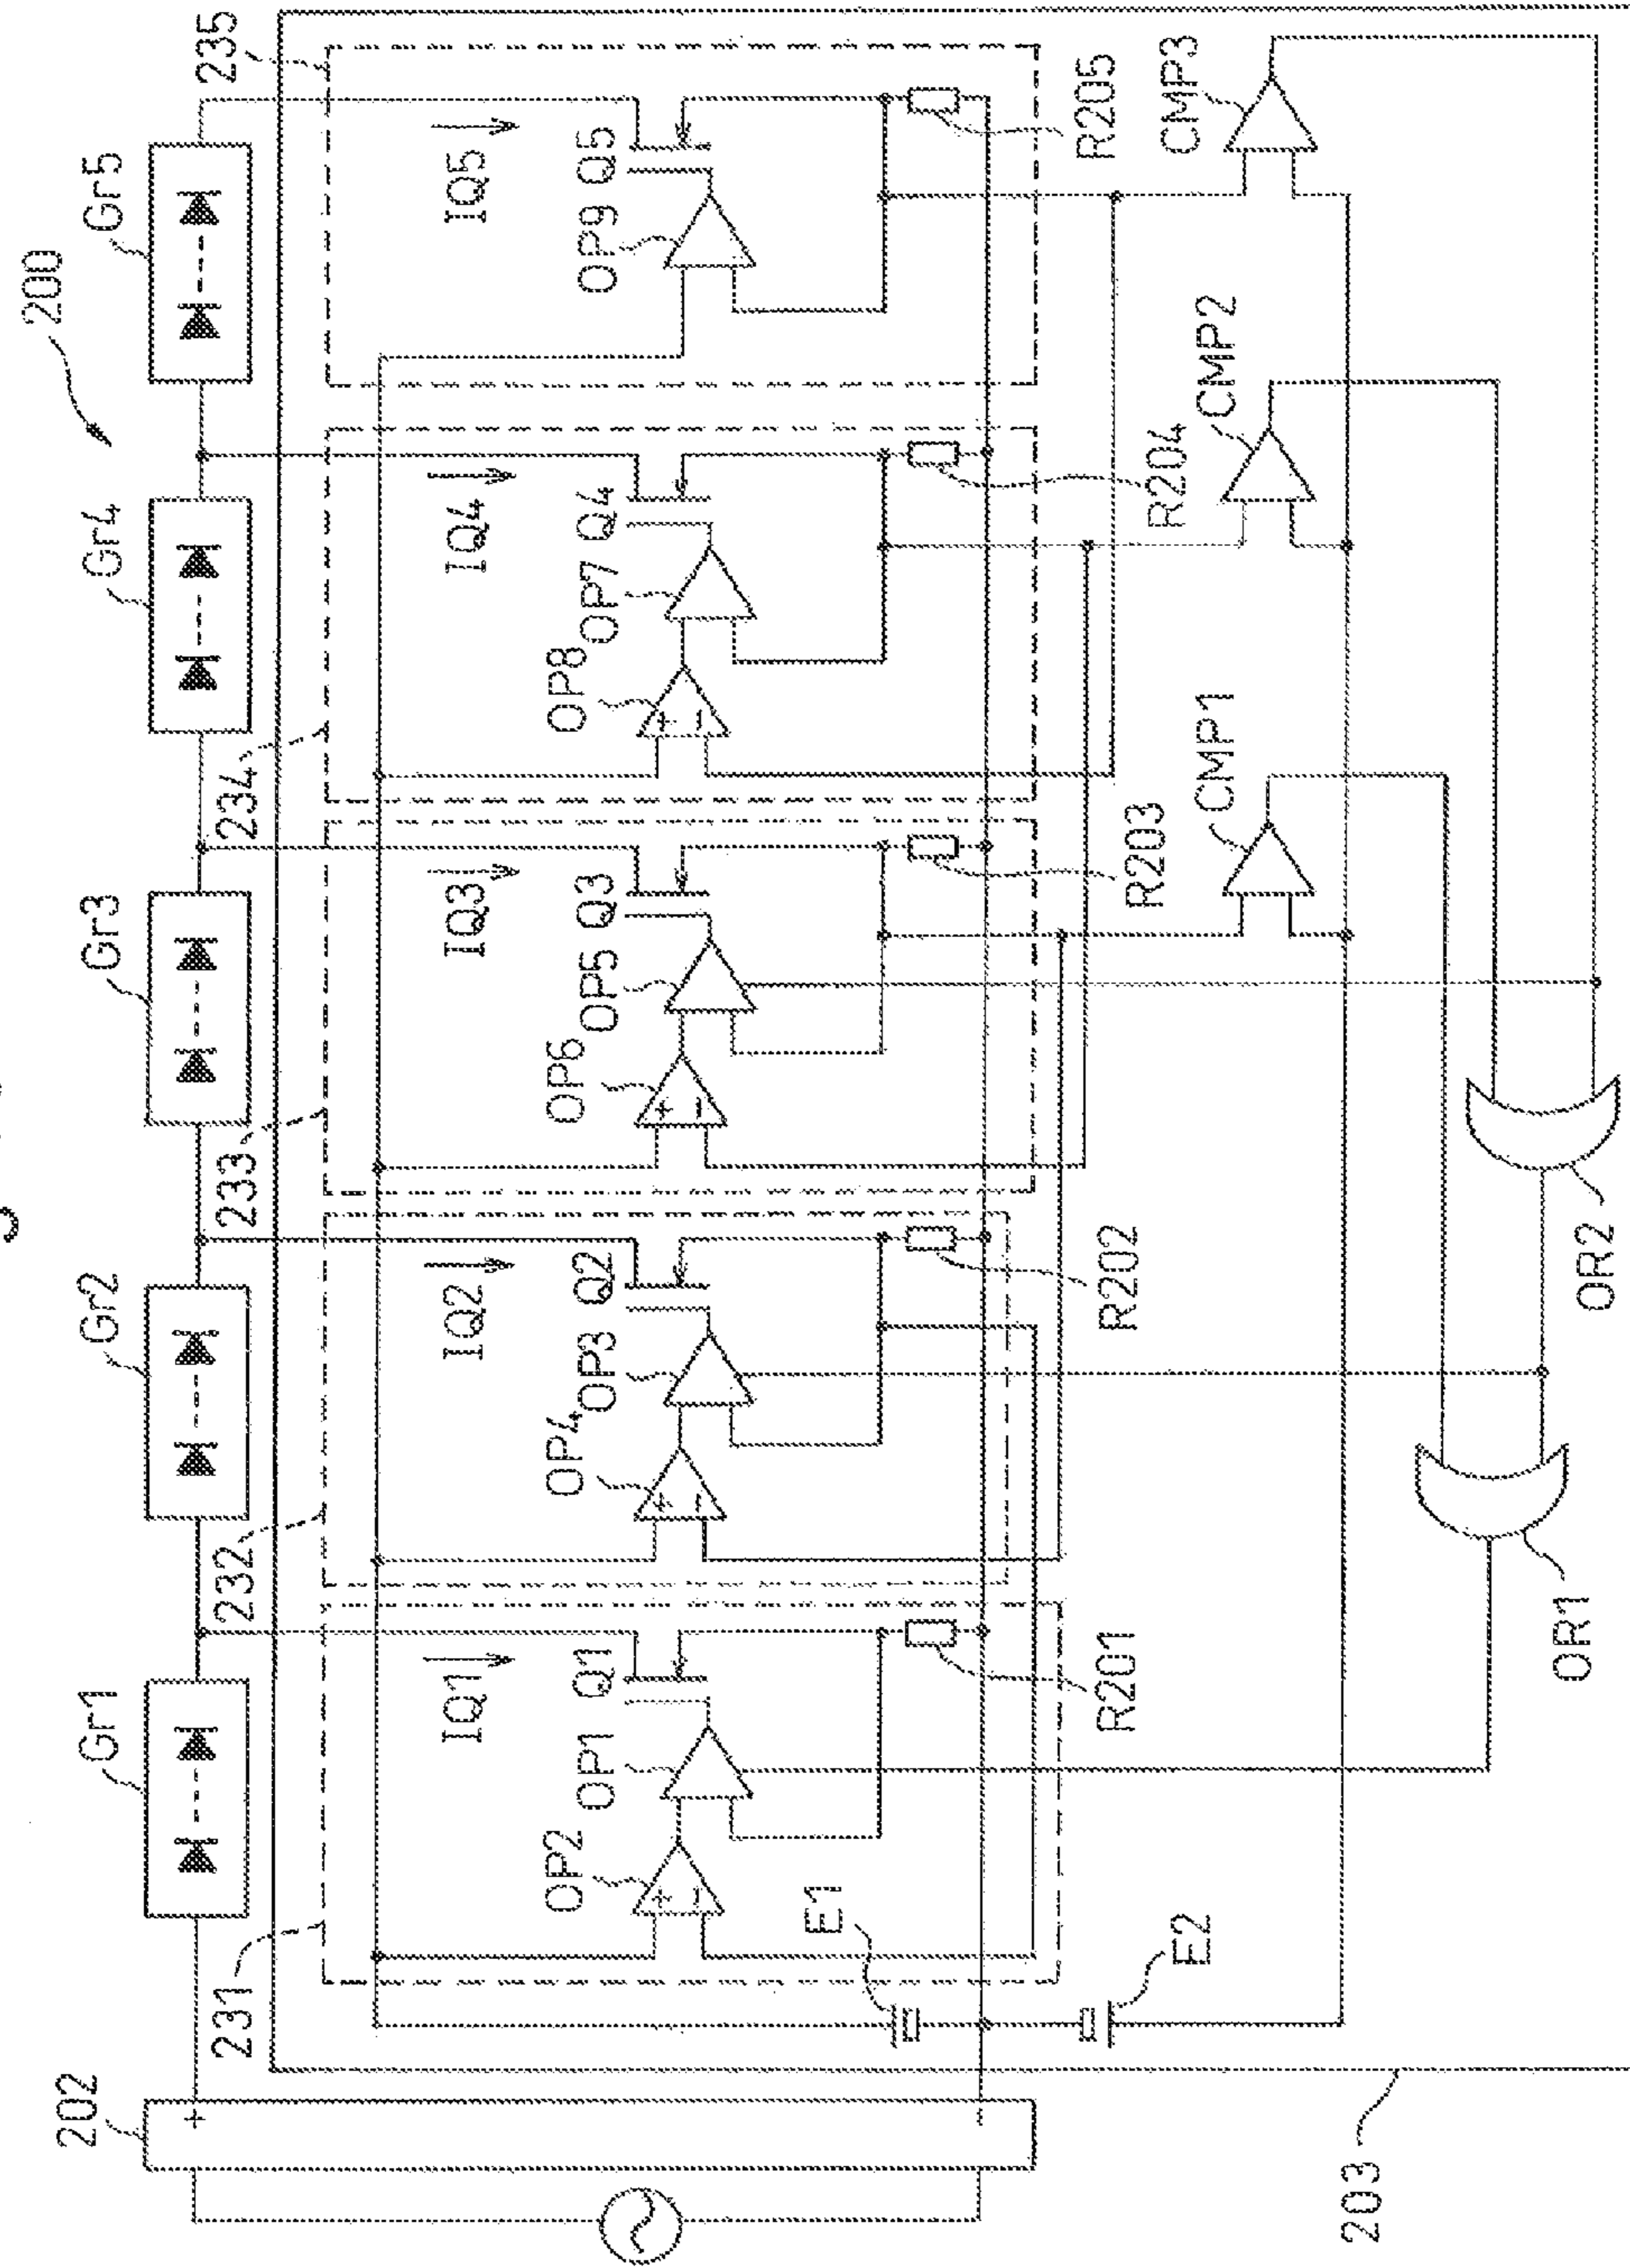 200
202
Gr1
Gr2
Gr3
Gr4
Gr5
231
232
233
234
235
IQ1
IQ2
IQ3
IQ4
IQ5
Q1
Q2
Q3
Q4
Q5
OP1
OP3
OP5
OP7
OP9
OP2
OP4
OP6
OP8
+
-
+ -
+ -
+ -
+ -
E1
E2
R201
R202
R203
R204
R205
CMP1
CMP2
CMP3
OR1
OR2
203